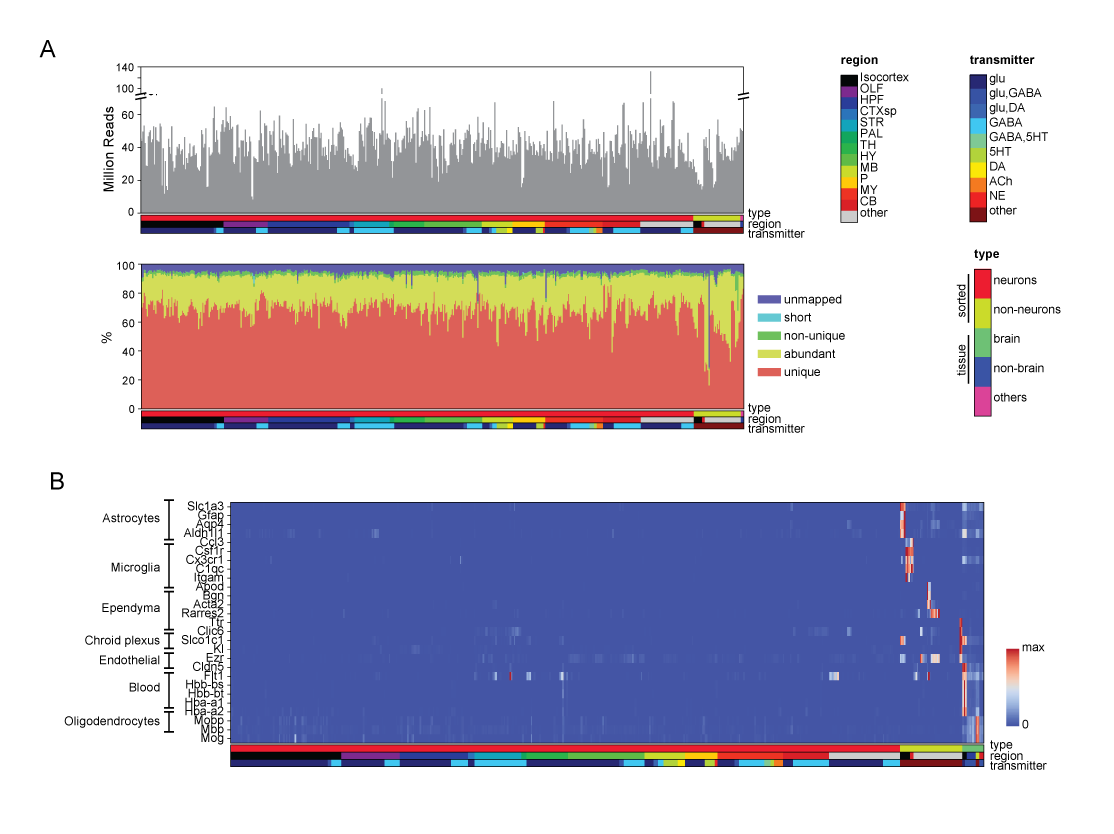 A
Million Reads
140
100
60
40
20
0
type
region
transmitter
region
Isocortex
OLF
HPF
CTXsp
STR
PAL
TH
HY
MB
P
MY
CB
other
transmitter
glu
glu,GABA
glu,DA
GABA
GABA,5HT
5HT
DA
ACh
NE
other
%
100
80
60
40
20
0
type
region
transmitter
unmapped
short
non-unique
abundant
unique
type
sorted
tissue
neurons
non-neurons
brain
non-brain
others
B
Astrocytes
Microglia
Ependyma
Chroid plexus
Endothelial
Blood
Oligodendrocytes
Slc1a3
Gfap
Aqp4
Aldh1l1
Ccl3
Csf1r
Cx3cr1
C1qc
Itgam
Apod
Bgn
Acta2
Rarres2
Ttr
Clic6
Slco1c1
Kl
Ezr
Cldn5
Flt1
Hbb-bs
Hbb-bt
Hba-a1
Hba-a2
Mobp
Mbp
Mog
type
region
transmitter
max
0